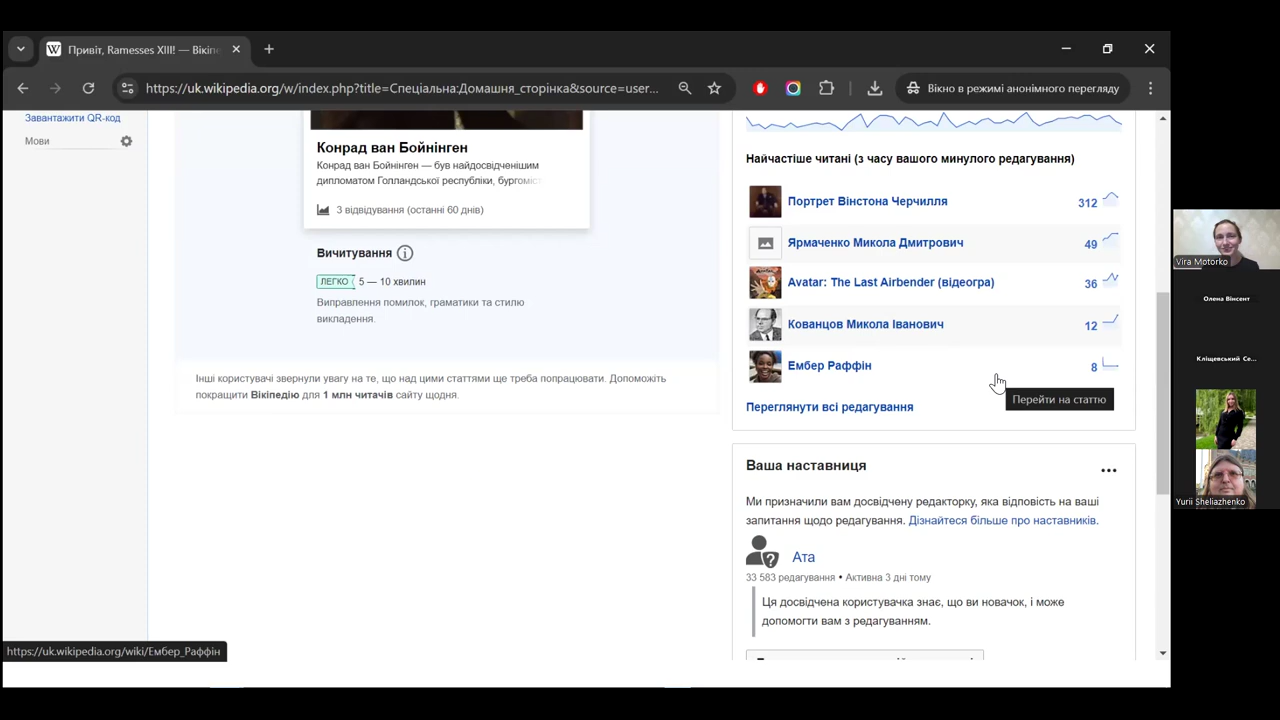 Привіт, Ramesses XIII! — Вікіпе
https://uk.wikipedia.org/w/index.php?title=Спеціальна:Домашня_сторінка&source=user...
Вікно в режимі анонімного перегляду
Завантажити QR-код
Мови
Конрад ван Бойнінген
Конрад ван Бойнінген — був найдосвідченішим
дипломатом Голландської республіки, бургоміст
3 відвідування (останні 60 днів)
Вичитування
ЛЕГКО 5 — 10 хвилин
Виправлення помилок, граматики та стилю
викладення.
Інші користувачі звернули увагу на те, що над цими статтями ще треба попрацювати. Допоможіть
покращити Вікіпедію для 1 млн читачів сайту щодня.
Найчастіше читані (з часу вашого минулого редагування)
Портрет Вінстона Черчилля 312
Ярмаченко Микола Дмитрович 49
Avatar: The Last Airbender (відеогра) 36
Кованцов Микола Іванович 12
Ембер Раффін 8
Перейти на статтю
Переглянути всі редагування
Ваша наставниця
Ми призначили вам досвідчену редакторку, яка відповість на ваші
запитання щодо редагування. Дізнайтеся більше про наставників.
Ата
33 583 редагування • Активна 3 дні тому
Ця досвідчена користувачка знає, що ви новачок, і може
допомогти вам з редагуванням.
https://uk.wikipedia.org/wiki/Ембер_Раффін
Vira Motorko
Олена Вінсент
Кліщевський Се...
Yurii Sheliazhenko